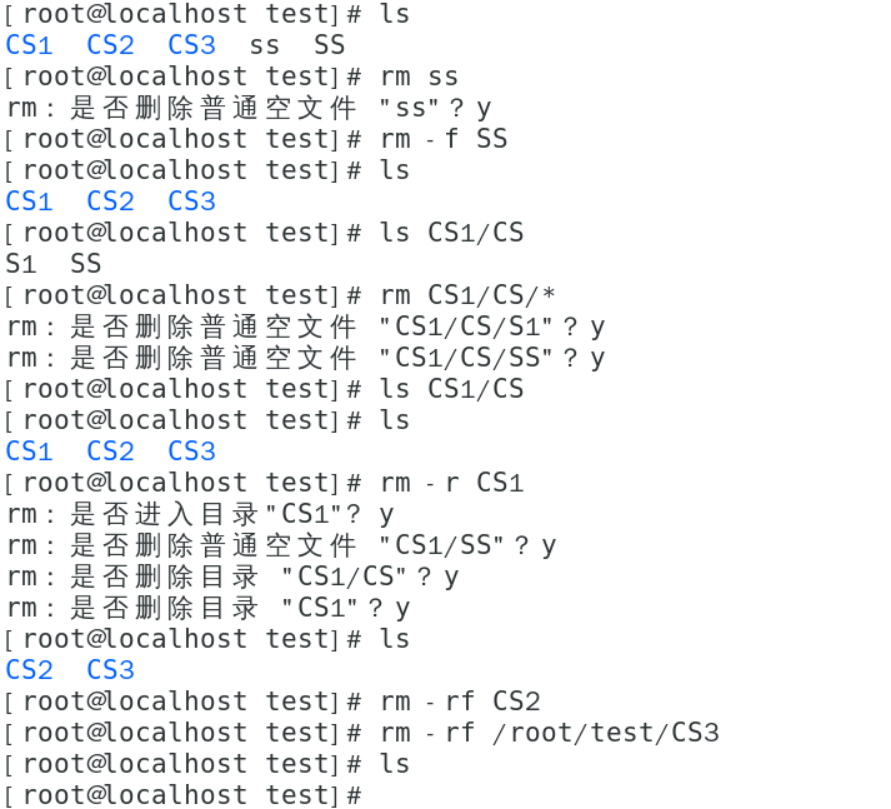 [root@localhost test]# ls
CS1  CS2  CS3  ss  SS
[root@localhost test]# rm ss
rm：是否删除普通空文件 "ss"？y
[root@localhost test]# rm -f SS
[root@localhost test]# ls
CS1  CS2  CS3
[root@localhost test]# ls CS1/CS
S1  SS
[root@localhost test]# rm CS1/CS/*
rm：是否删除普通空文件 "CS1/CS/S1"？y
rm：是否删除普通空文件 "CS1/CS/SS"？y
[root@localhost test]# ls CS1/CS
[root@localhost test]# ls
CS1  CS2  CS3
[root@localhost test]# rm -r CS1
rm：是否进入目录"CS1"? y
rm：是否删除普通空文件 "CS1/SS"？y
rm：是否删除目录 "CS1/CS"？y
rm：是否删除目录 "CS1"？y
[root@localhost test]# ls
CS2  CS3
[root@localhost test]# rm -rf CS2
[root@localhost test]# rm -rf /root/test/CS3
[root@localhost test]# ls
[root@localhost test]#